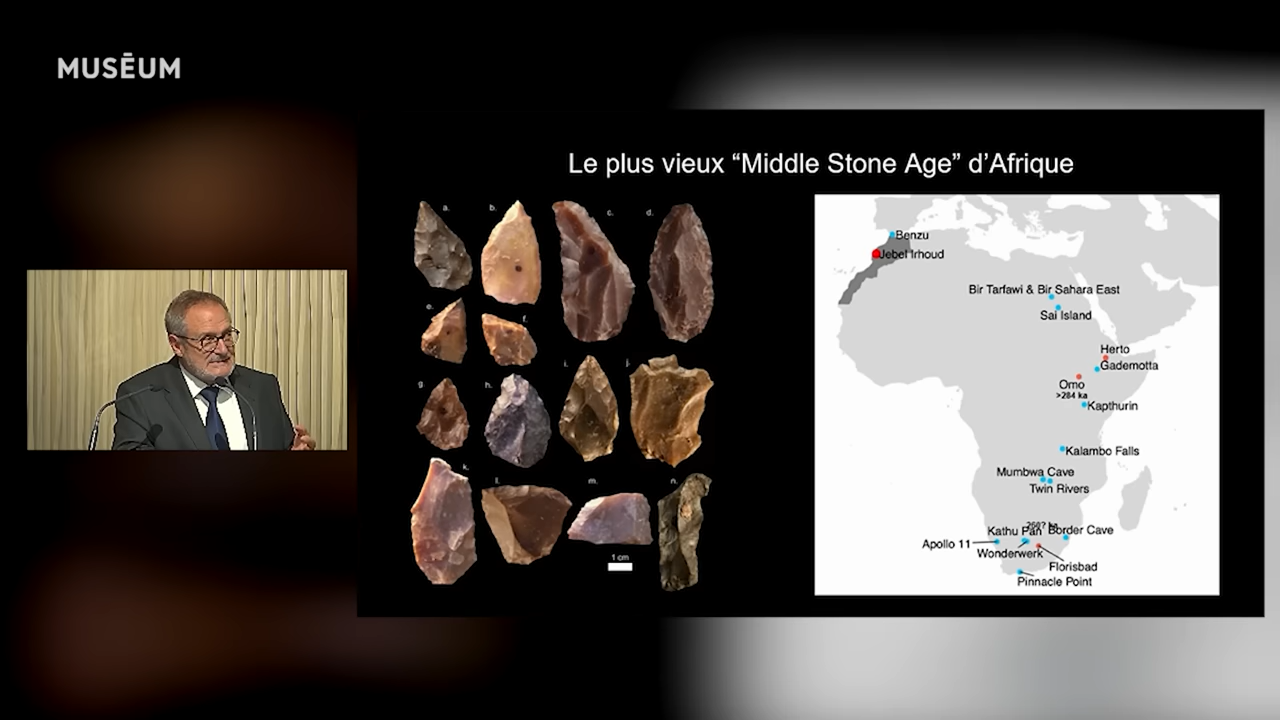 MUSĒUM
Le plus vieux “Middle Stone Age” d’Afrique
a.
b.
c.
d.
e.
f.
g.
h.
i.
j.
k.
l.
m.
n.
1 cm
Benzu
Jebel Irhoud
Bir Tarfawi & Bir Sahara East
Sai Island
Herto
Gademotta
Omo
>284 ka
Kapthurin
Kalambo Falls
Mumbwa Cave
Twin Rivers
Kathu Pan
Border Cave
Apollo 11
Wonderwerk
Florisbad
Pinnacle Point